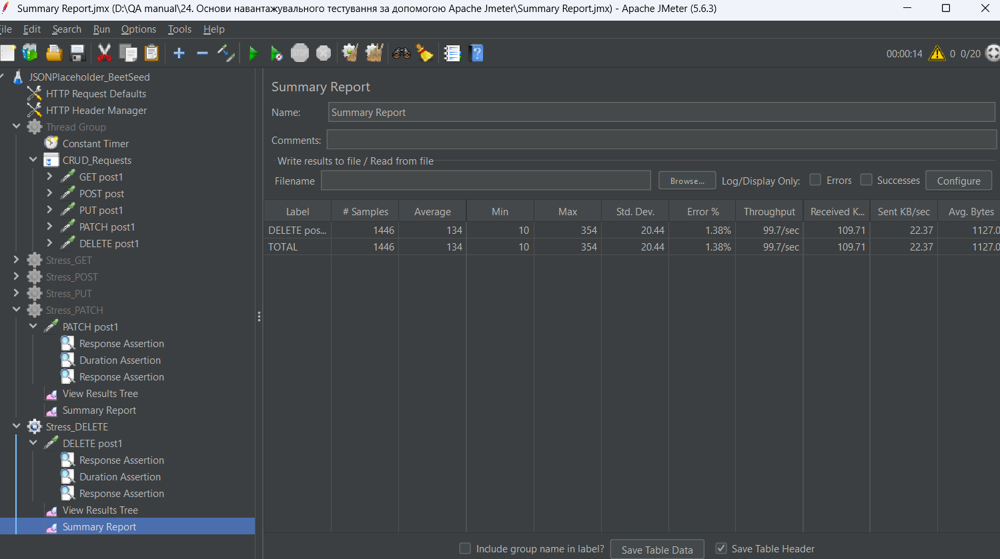 Summary Report.jmx (D:\QA manual\24. Основи навантажувального тестування за допомогою Apache Jmeter\Summary Report.jmx) - Apache JMeter (5.6.3)
File Edit Search Run Options Tools Help
STOP
00:00:14 0 0/20
JSONPlaceholder_BeetSeed
HTTP Request Defaults
HTTP Header Manager
Thread Group
Constant Timer
CRUD_Requests
GET post1
POST post
PUT post1
PATCH post1
DELETE post1
Stress_GET
Stress_POST
Stress_PUT
Stress_PATCH
PATCH post1
Response Assertion
Duration Assertion
Response Assertion
View Results Tree
Summary Report
Stress_DELETE
DELETE post1
Response Assertion
Duration Assertion
Response Assertion
View Results Tree
Summary Report
Summary Report
Name: Summary Report
Comments:
Write results to file / Read from file
Filename Browse... Log/Display Only: Errors Successes Configure
Label # Samples Average Min Max Std. Dev. Error % Throughput Received K... Sent KB/sec Avg. Bytes
DELETE pos... 1446 134 10 354 20.44 1.38% 99.7/sec 109.71 22.37 1127.0
TOTAL 1446 134 10 354 20.44 1.38% 99.7/sec 109.71 22.37 1127.0
Include group name in label? Save Table Data Save Table Header